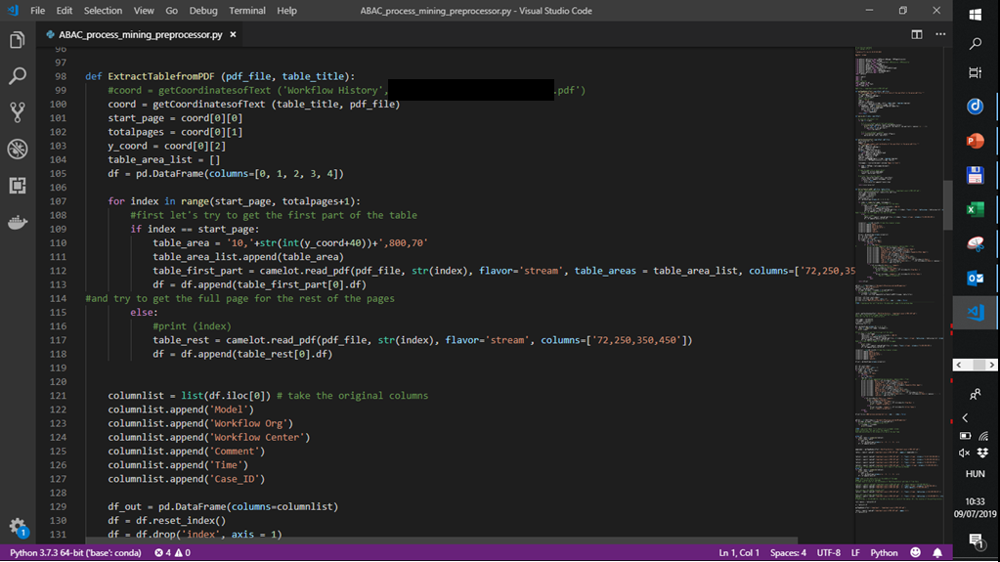 File Edit Selection View Go Debug Terminal Help ABAC_process_mining_preprocessor.py - Visual Studio Code
ABAC_process_mining_preprocessor.py ×
96
97
98 def ExtractTablefromPDF (pdf_file, table_title):
99 #coord = getCoordinatesofText ('Workflow History', .pdf')
100 coord = getCoordinatesofText (table_title, pdf_file)
101 start_page = coord[0][0]
102 totalpages = coord[0][1]
103 y_coord = coord[0][2]
104 table_area_list = []
105 df = pd.DataFrame(columns=[0, 1, 2, 3, 4])
106
107 for index in range(start_page, totalpages+1):
108 #first let's try to get the first part of the table
109 if index == start_page:
110 table_area = '10,'+str(int(y_coord+40))+',800,70'
111 table_area_list.append(table_area)
112 table_first_part = camelot.read_pdf(pdf_file, str(index), flavor='stream', table_areas = table_area_list, columns=['72,250,35
113 df = df.append(table_first_part[0].df)
114 #and try to get the full page for the rest of the pages
115 else:
116 #print (index)
117 table_rest = camelot.read_pdf(pdf_file, str(index), flavor='stream', columns=['72,250,350,450'])
118 df = df.append(table_rest[0].df)
119
120
121 columnlist = list(df.iloc[0]) # take the original columns
122 columnlist.append('Model')
123 columnlist.append('Workflow Org')
124 columnlist.append('Workflow Center')
125 columnlist.append('Comment')
126 columnlist.append('Time')
127 columnlist.append('Case_ID')
128
129 df_out = pd.DataFrame(columns=columnlist)
130 df = df.reset_index()
131 df = df.drop('index', axis = 1)
HUN
10:33
09/07/2019
1
1
Python 3.7.3 64-bit ('base': conda) 4 0 Ln 1, Col 1 Spaces: 4 UTF-8 LF Python